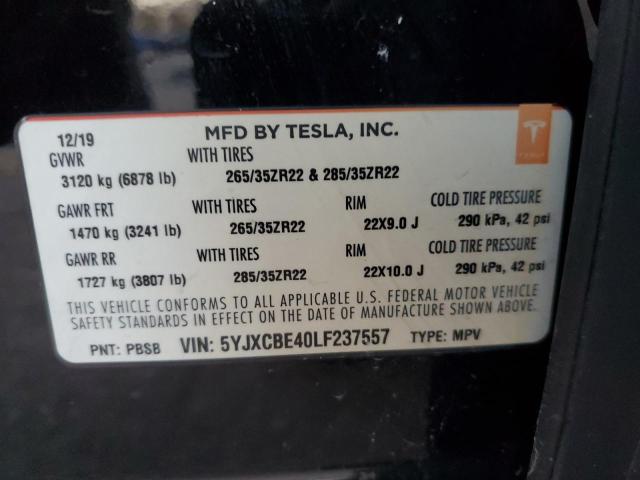 12/19 MFD BY TESLA, INC.
TESLA
GVWR WITH TIRES
3120 kg (6878 lb) 265/35ZR22 & 285/35ZR22
GAWR FRT WITH TIRES RIM COLD TIRE PRESSURE
1470 kg (3241 lb) 265/35ZR22 22X9.0 J 290 kPa, 42 psi
GAWR RR WITH TIRES RIM COLD TIRE PRESSURE
1727 kg (3807 lb) 285/35ZR22 22X10.0 J 290 kPa, 42 psi
THIS VEHICLE CONFORMS TO ALL APPLICABLE U.S. FEDERAL MOTOR VEHICLE
SAFETY STANDARDS IN EFFECT ON THE DATE OF MANUFACTURE SHOWN ABOVE.
PNT: PBSB VIN: 5YJXCBE40LF237557 TYPE: MPV